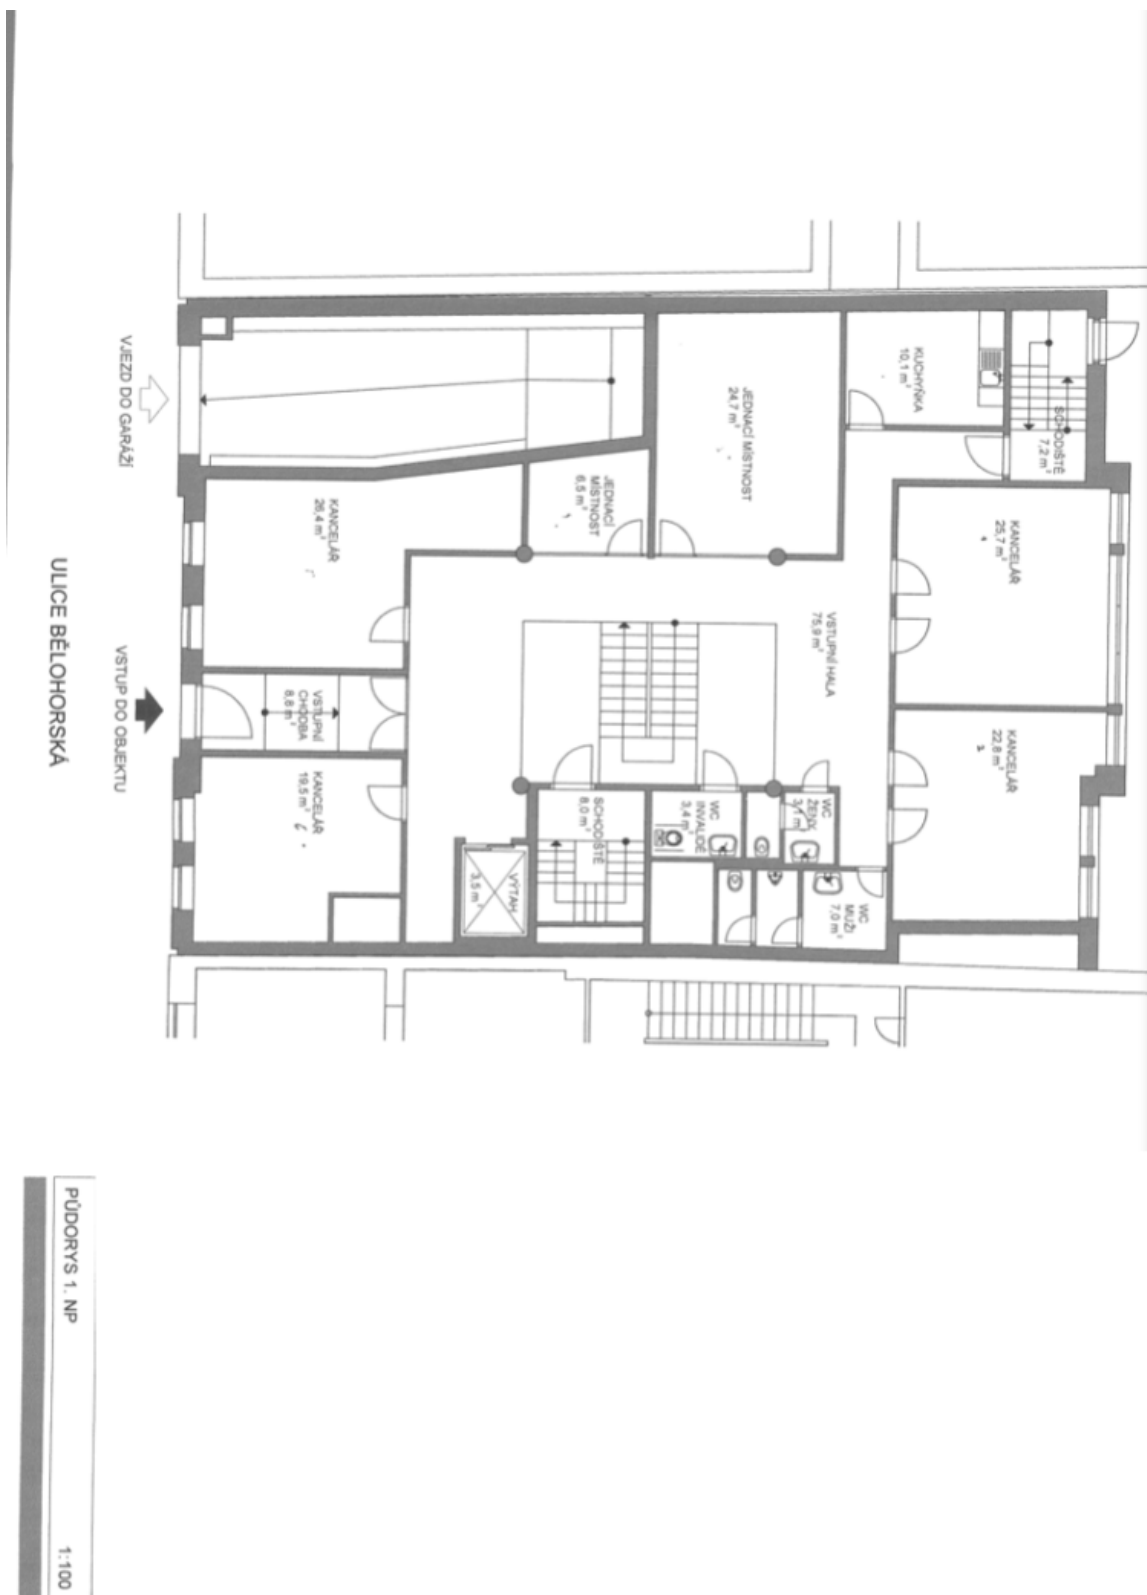 KUCHYŇKA
10,1 m²
SCHODIŠTĚ
7,2 m²
JEDNACÍ MÍSTNOST
24,7 m²
JEDNACÍ
MÍSTNOST
6,5 m²
KANCELÁŘ
25,7 m²
KANCELÁŘ
26,4 m²
VSTUPNÍ HALA
75,9 m²
KANCELÁŘ
22,8 m²
VSTUPNÍ
CHODBA
8,8 m²
KANCELÁŘ
19,5 m²
SCHODIŠTĚ
8,0 m²
WC
INVALIDÉ
3,4 m²
WC
ŽENY
3,1 m²
WC
MUŽI
7,0 m²
VÝTAH
3,5 m²
VJEZD DO GARÁŽÍ
VSTUP DO OBJEKTU
ULICE BĚLOHORSKÁ
PŮDORYS 1. NP
1:100